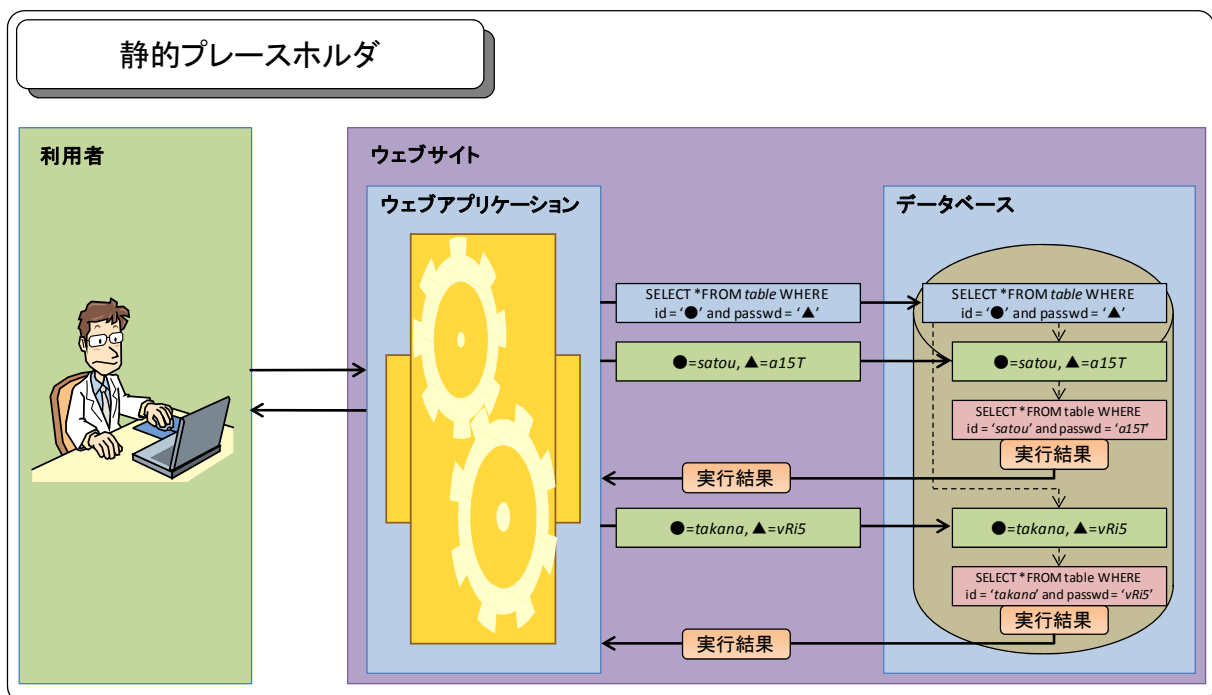 静的プレースホルダ
利用者
ウェブサイト
ウェブアプリケーション
データベース
SELECT *FROM table WHERE
id = ‘●’ and passwd = ‘▲’
SELECT *FROM table WHERE
id = ‘●’ and passwd = ‘▲’
●=satou, ▲=a15T
●=satou, ▲=a15T
SELECT *FROM table WHERE
id = ‘satou’ and passwd = ‘a15T’
実行結果
実行結果
●=takana, ▲=vRi5
●=takana, ▲=vRi5
SELECT *FROM table WHERE
id = ‘takana’ and passwd = ‘vRi5’
実行結果
実行結果